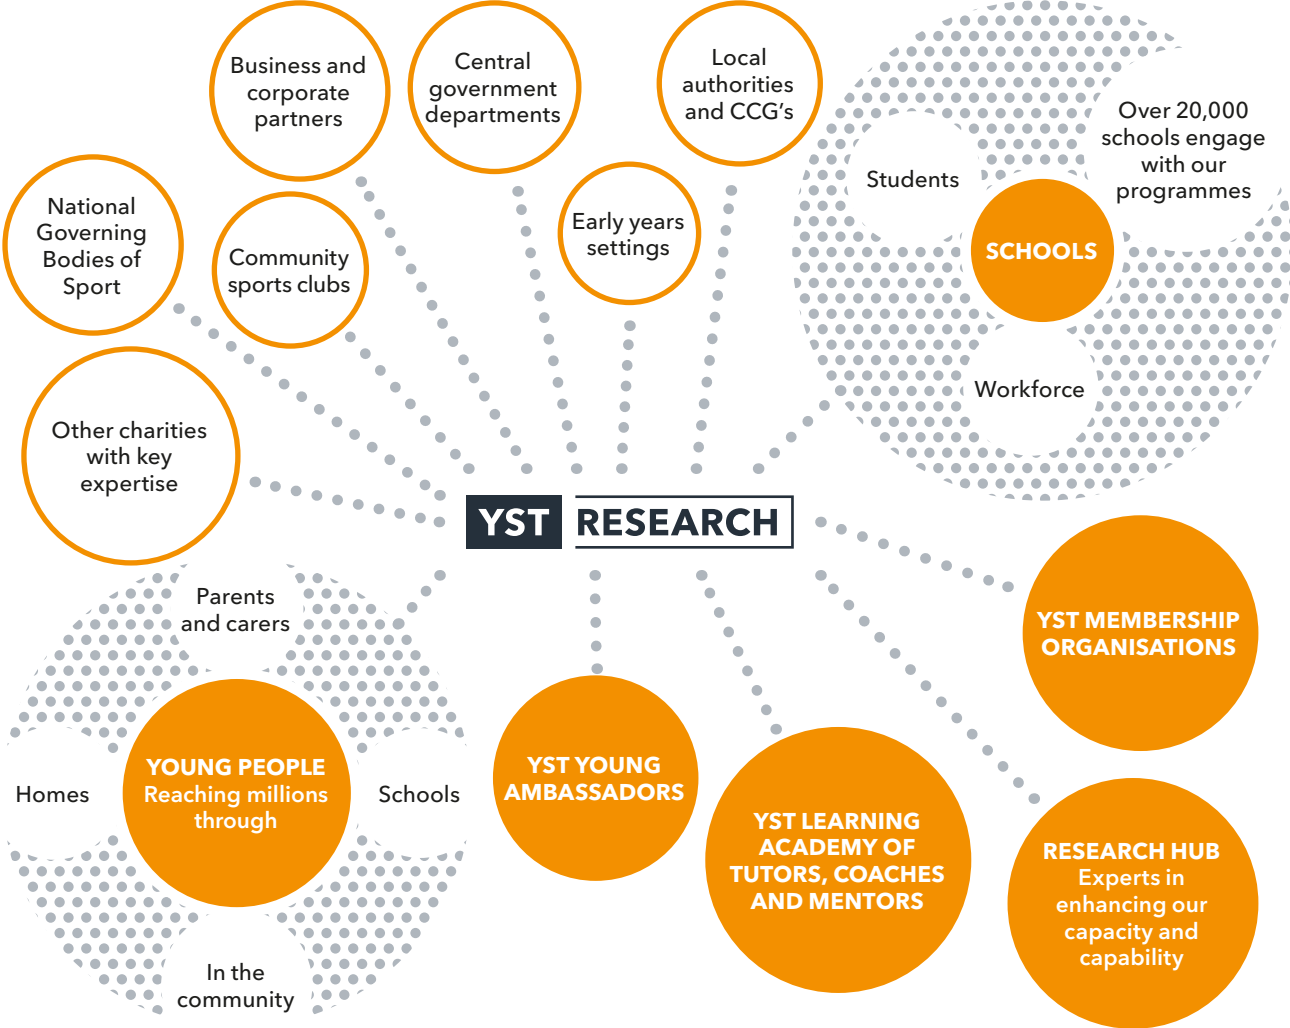 Business and
corporate
partners
Central
government
departments
Local
authorities
and CCG's
Over 20,000
schools engage
with our
programmes
Students
SCHOOLS
Workforce
National
Governing
Bodies of
Sport
Community
sports clubs
Early years
settings
Other charities
with key
expertise
YST RESEARCH
Parents
and carers
YOUNG PEOPLE
Reaching millions
through
Homes
Schools
In the
community
YST YOUNG
AMBASSADORS
YST LEARNING
ACADEMY OF
TUTORS, COACHES
AND MENTORS
YST MEMBERSHIP
ORGANISATIONS
RESEARCH HUB
Experts in
enhancing our
capacity and
capability